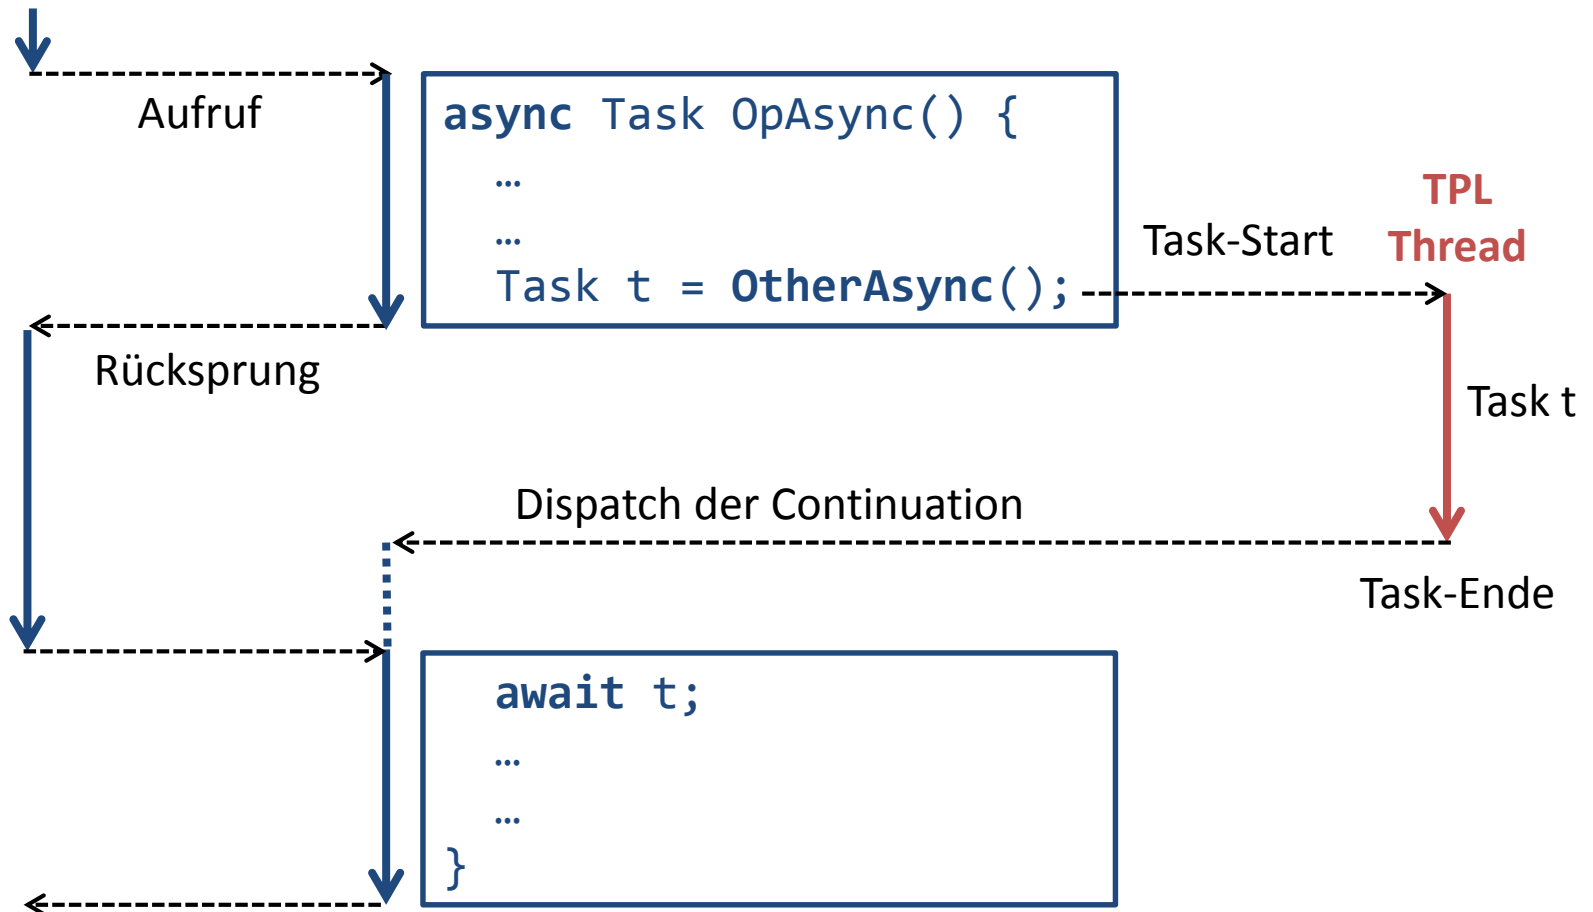 Aufruf
async Task OpAsync() {
…
…
Task t = OtherAsync();
Task-Start
TPL
Thread
Rücksprung
Task t
Dispatch der Continuation
Task-Ende
await t;
…
…
}